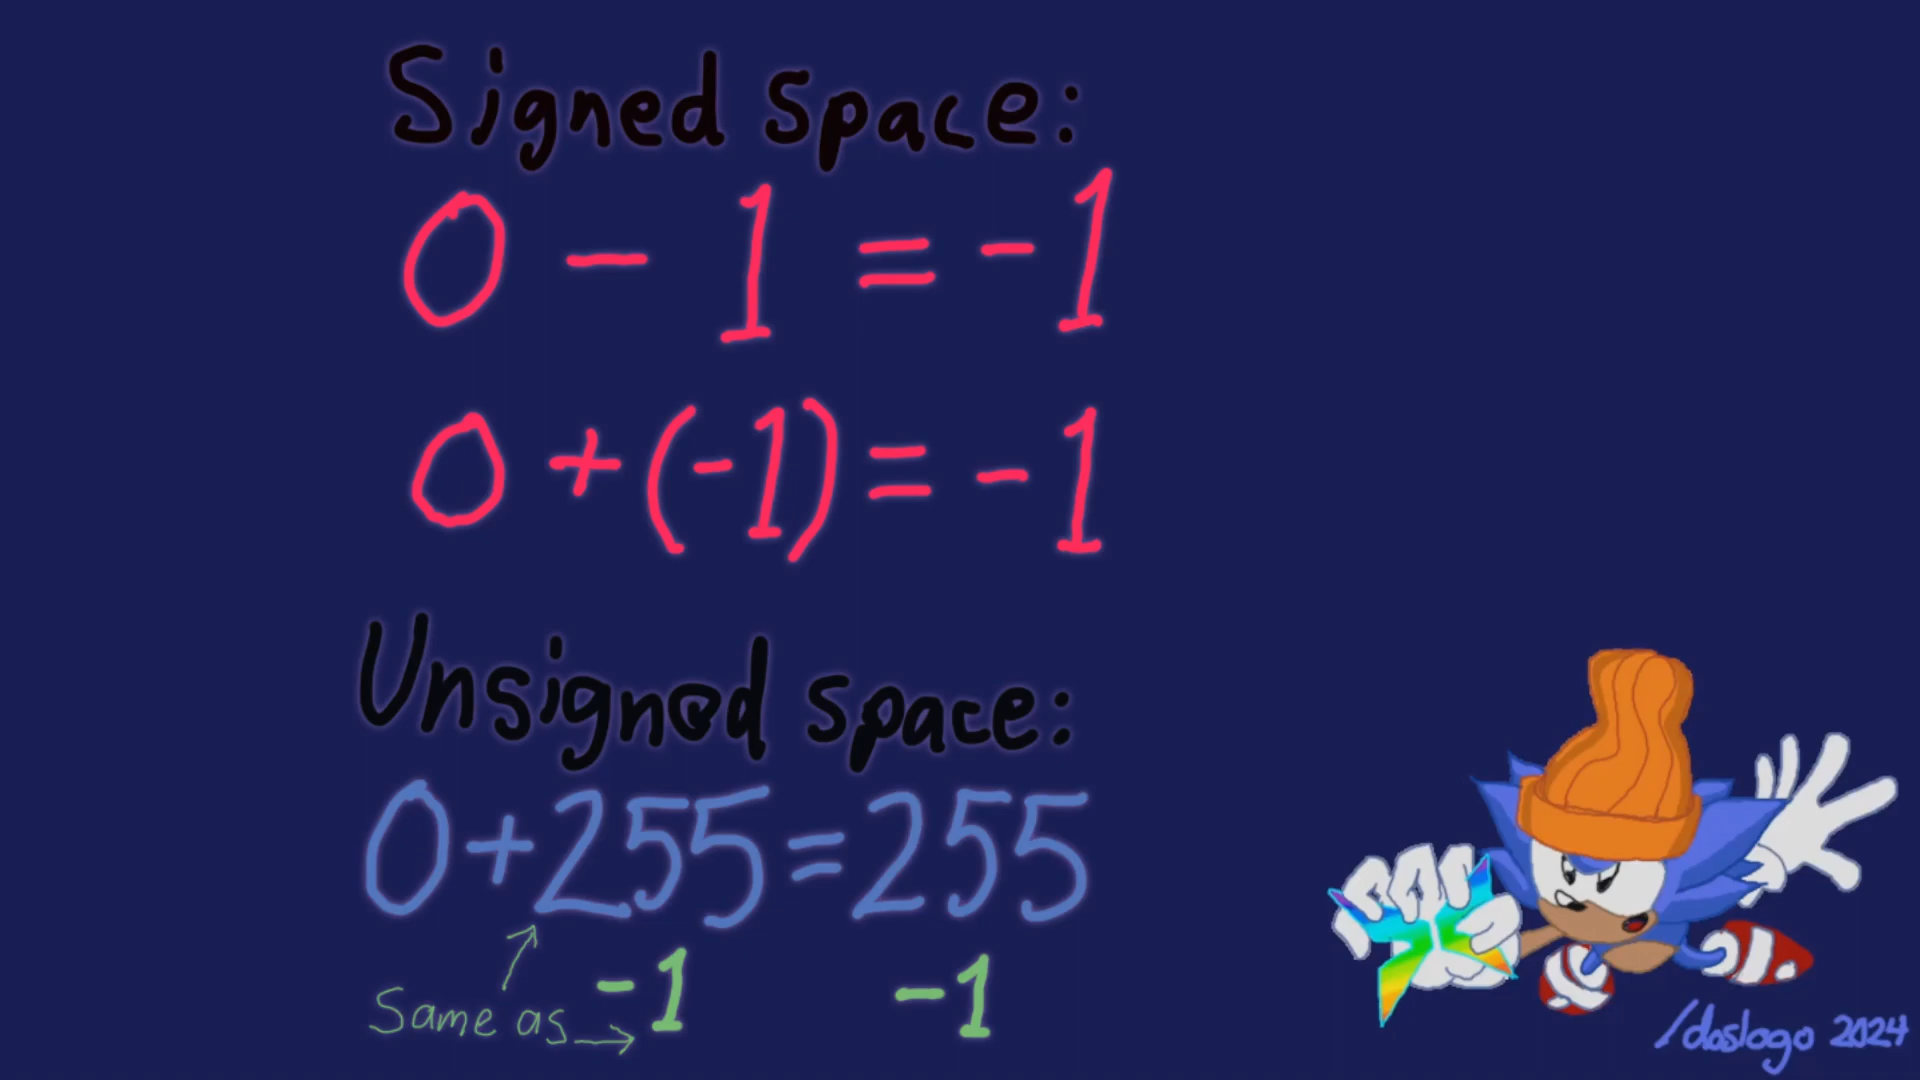 Signed space:
0 - 1 = -1
0 + (-1) = -1
Unsigned space:
0+255=255
-1 -1
Same as
/doslogo 2024